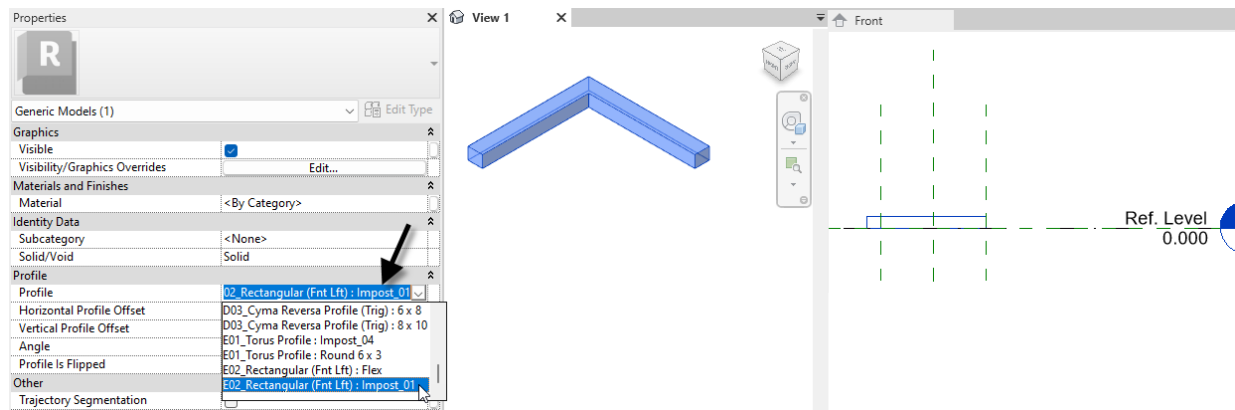 Properties
R
Generic Models (1)
Edit Type
Graphics
Visible
Visibility/Graphics Overrides
Edit...
Materials and Finishes
Material
<By Category>
Identity Data
Subcategory
<None>
Solid/Void
Solid
Profile
Profile
02_Rectangular (Fnt Lft) : Impost_01
Horizontal Profile Offset
D03_Cyma Reversa Profile (Trig) : 6 x 8
Vertical Profile Offset
D03_Cyma Reversa Profile (Trig) : 8 x 10
E01_Torus Profile : Impost_04
Angle
E01_Torus Profile : Round 6 x 3
Profile Is Flipped
E02_Rectangular (Fnt Lft) : Flex
Other
E02_Rectangular (Fnt Lft) : Impost_01
Trajectory Segmentation
View 1
Front
Ref. Level
0.000